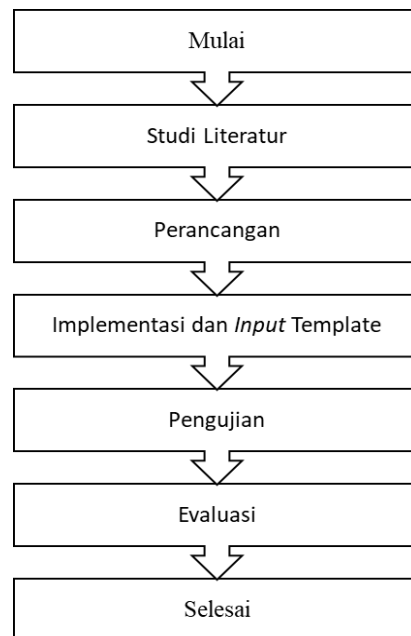 Mulai
Studi Literatur
Perancangan
Implementasi dan Input Template
Pengujian
Evaluasi
Selesai